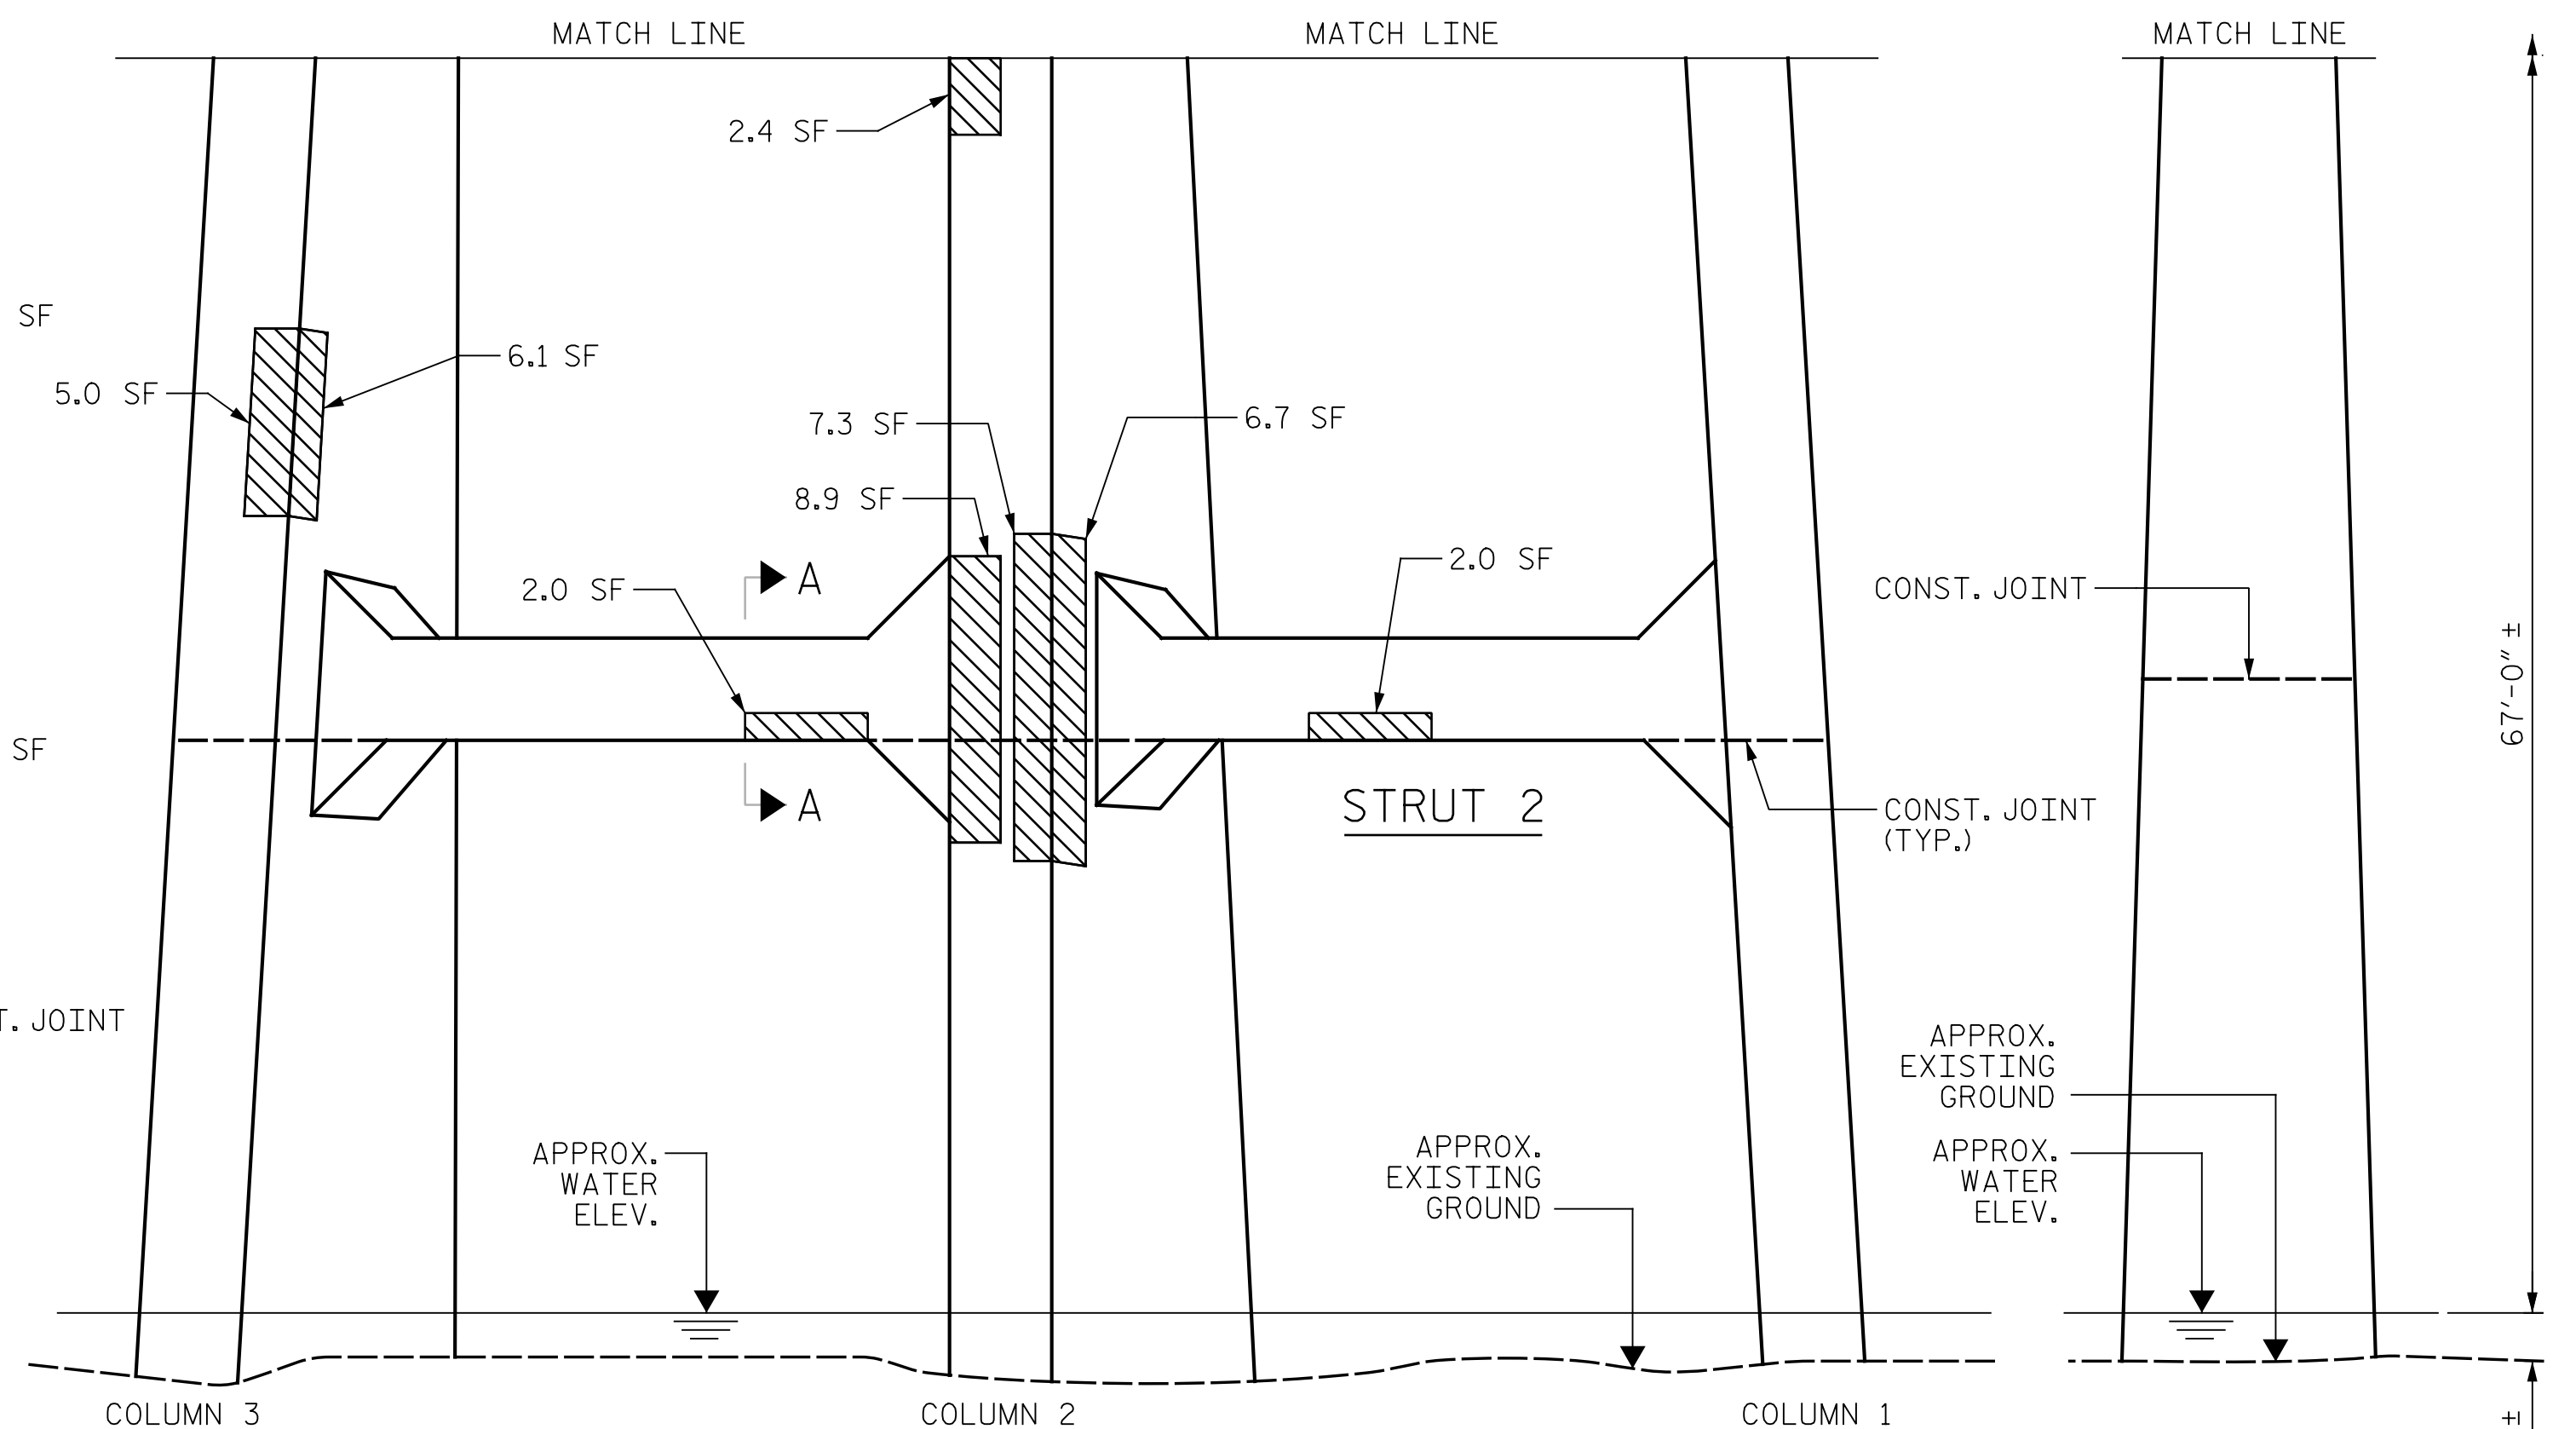 MATCH LINE
MATCH LINE
MATCH LINE
2.4 SF
SF
6.1 SF
5.0 SF
7.3 SF
6.7 SF
8.9 SF
2.0 SF
A
2.0 SF
CONST. JOINT
67'-0" ±
SF
A
STRUT 2
CONST. JOINT
(TYP.)
T. JOINT
APPROX.
EXISTING
GROUND
APPROX.
WATER
ELEV.
APPROX.
EXISTING
GROUND
APPROX.
WATER
ELEV.
COLUMN 3
COLUMN 2
COLUMN 1
±